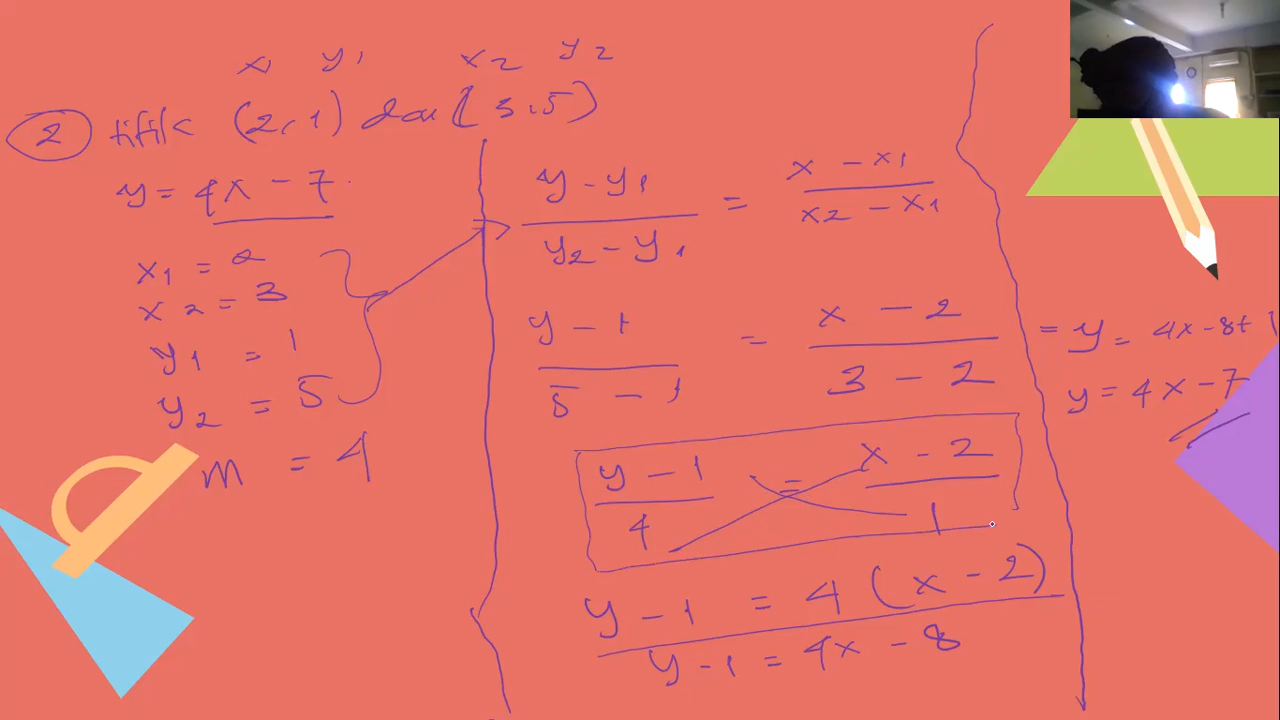 x1 y1 x2 y2
2 titik (2,1) dan (3.5)
y = 4x - 7
x1 = 2
x2 = 3
y1 = 1
y2 = 5
m = 4
y - y1 / y2 - y1 = x - x1 / x2 - x1
y - 1 / 5 - 1 = x - 2 / 3 - 2
y - 1 / 4 = x - 2 / 1
y - 1 = 4 (x - 2)
y - 1 = 4x - 8
= y = 4x - 8 +
y = 4x - 7